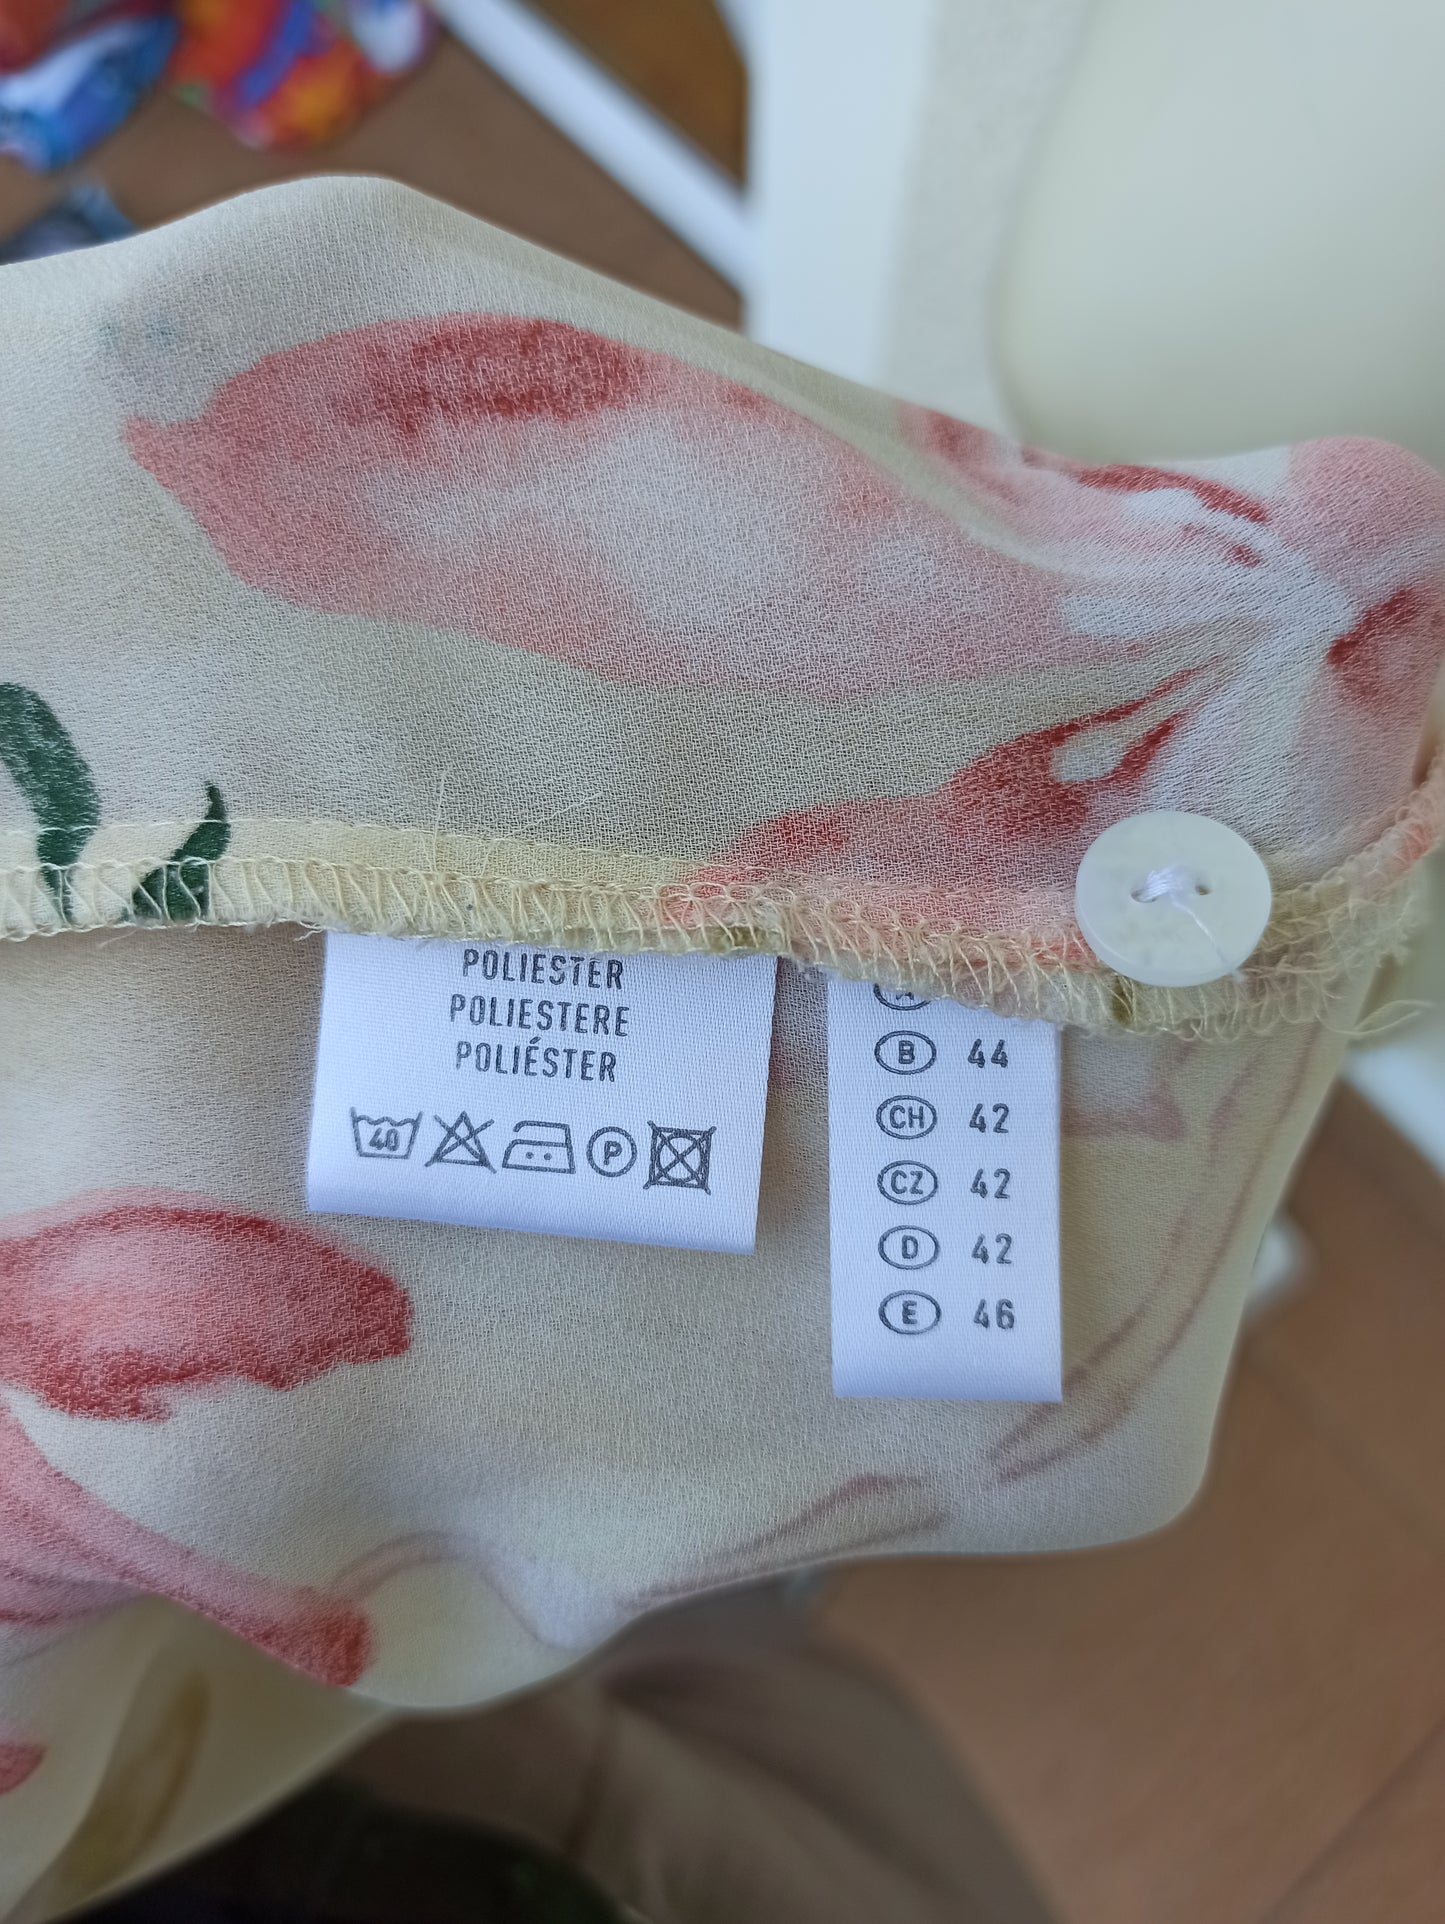 POLIESTER
POLIESTERE
POLIÉSTER
40 P
A
B 44
CH 42
CZ 42
D 42
E 46